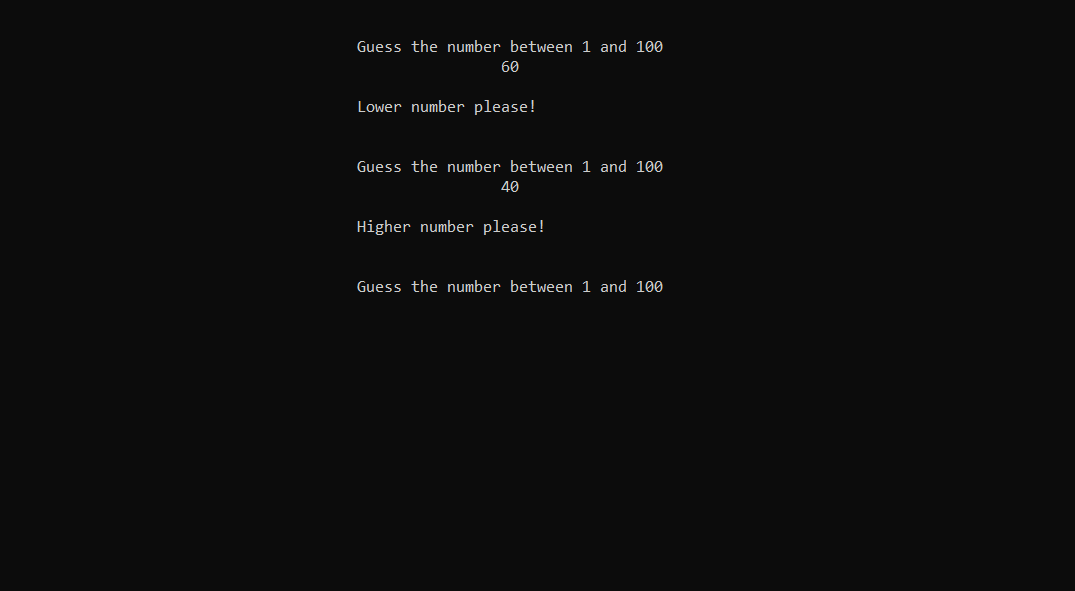 Guess the number between 1 and 100
60
Lower number please!
Guess the number between 1 and 100
40
Higher number please!
Guess the number between 1 and 100